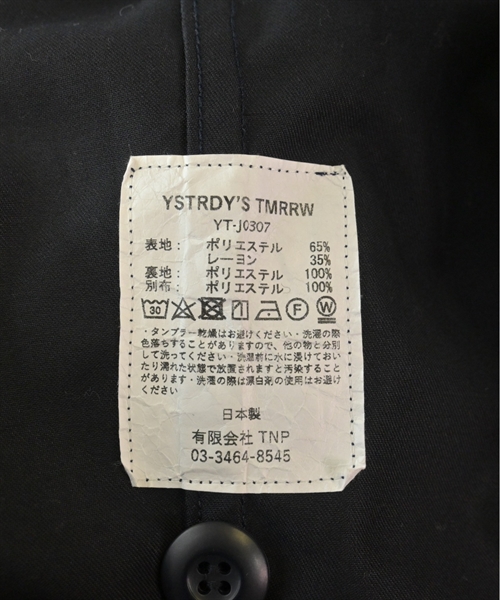 YSTRDY'S TMRRW
YT-J0307
表地： ポリエステル 65%
レーヨン 35%
裏地： ポリエステル 100%
別布： ポリエステル 100%
30 F W
・タンブラー乾燥はお避けください・洗濯の際
色落ちすることがありますので、他の物と分別
して洗ってください・洗濯前に水に浸けておい
たり濡れた状態で放置されますと汚染すること
があります・洗濯の際は漂白剤の使用はお避け
ください
日本製
有限会社 TNP
03-3464-8545